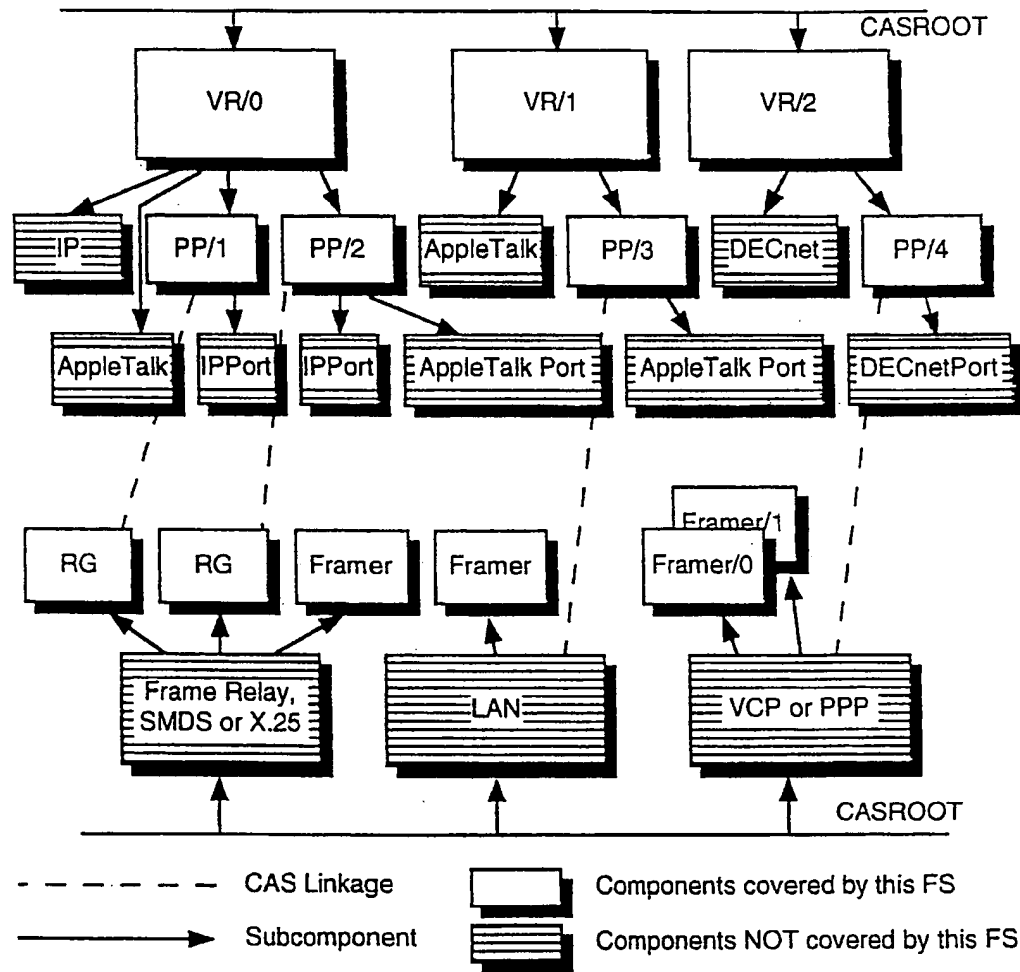 CASROOT
VR/0
VR/1
VR/2
IP
PP/1
PP/2
AppleTalk
PP/3
DECnet
PP/4
AppleTalk
IPPort
IPPort
AppleTalk Port
AppleTalk Port
DECnetPort
RG
RG
Framer
Framer
Framer/1
Framer/0
Frame Relay,
SMDS or X.25
LAN
VCP or PPP
CASROOT
CAS Linkage
Components covered by this FS
Subcomponent
Components NOT covered by this FS